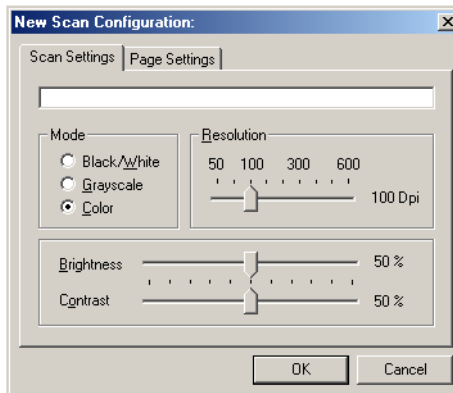 New Scan Configuration:
Scan Settings Page Settings
Mode
Black/White
Grayscale
Color
Resolution
50 100 300 600
100 Dpi
Brightness 50 %
Contrast 50 %
OK Cancel